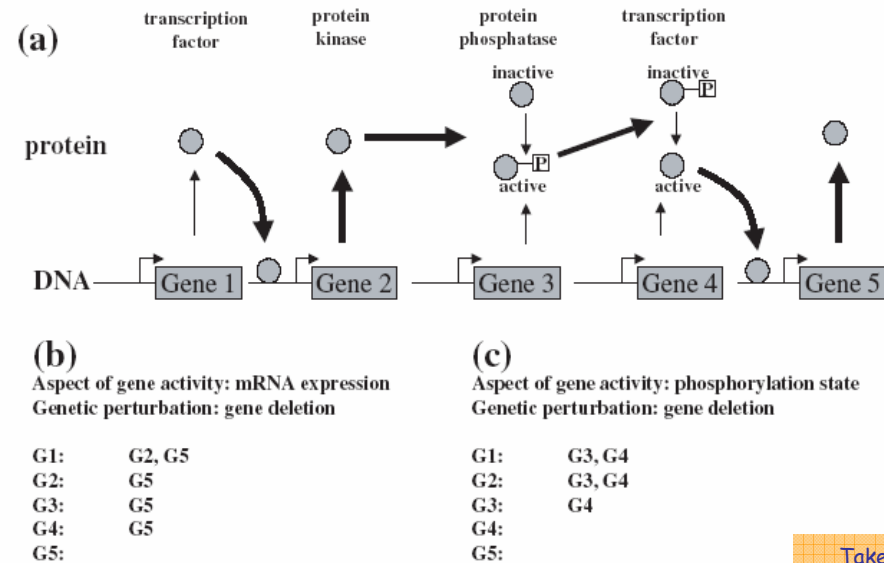 (a)
transcription factor
protein kinase
protein phosphatase
transcription factor
inactive
inactive
P
protein
P
active
active
DNA
Gene 1
Gene 2
Gene 3
Gene 4
Gene 5
(b)
Aspect of gene activity: mRNA expression
Genetic perturbation: gene deletion
G1: G2, G5
G2: G5
G3: G5
G4: G5
G5:
(c)
Aspect of gene activity: phosphorylation state
Genetic perturbation: gene deletion
G1: G3, G4
G2: G3, G4
G3: G4
G4:
G5:
Take